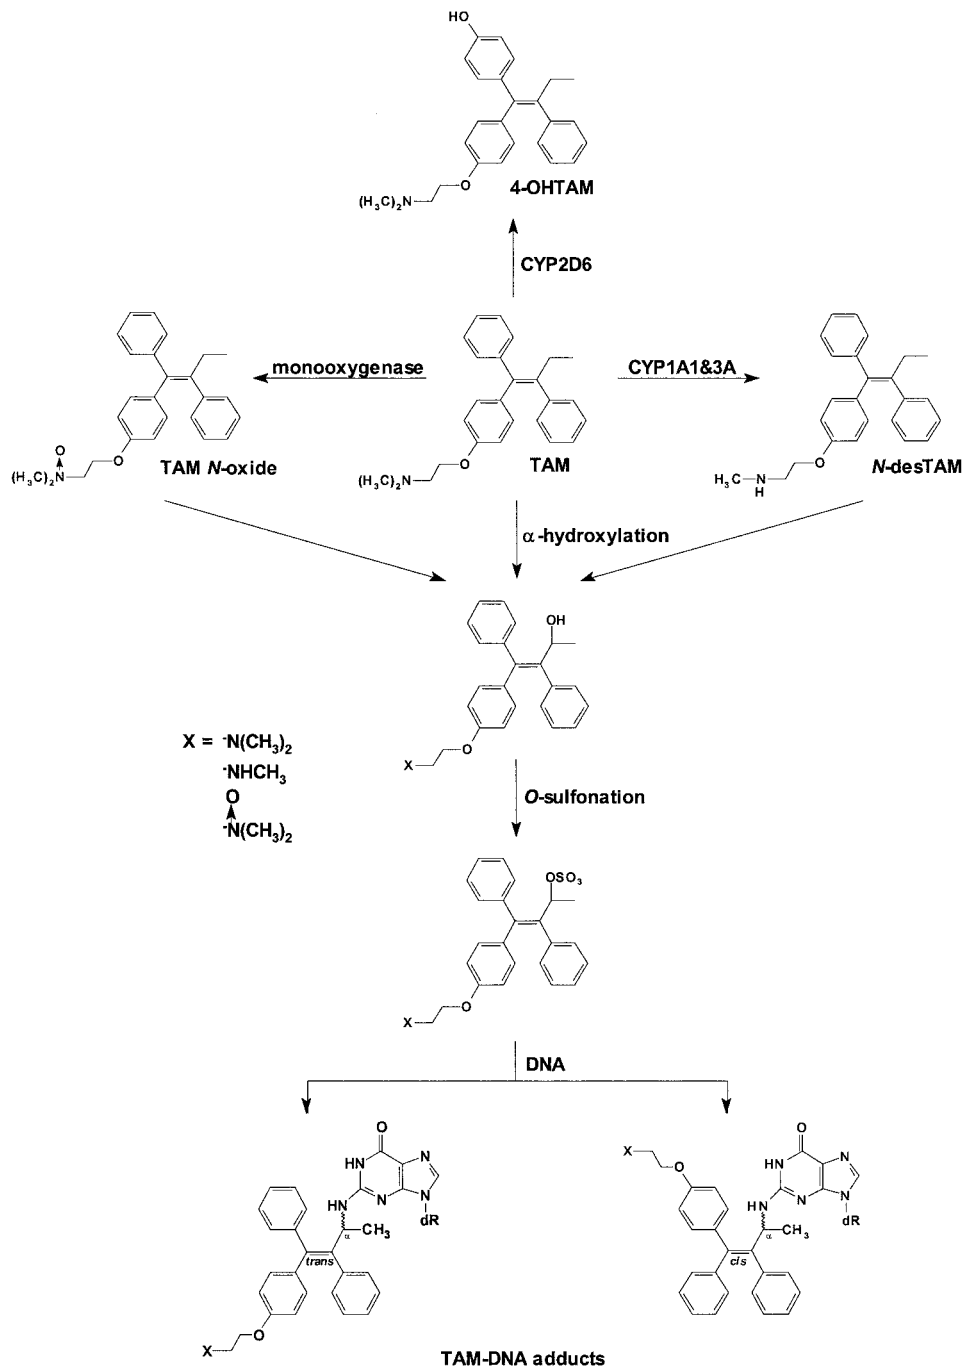 HO
O
(H₃C)₂N
4-OHTAM
CYP2D6
monooxygenase
CYP1A1&3A
O
(H₃C)₂N
O
TAM N-oxide
O
(H₃C)₂N
TAM
O
H₃C-N
H
N-desTAM
α-hydroxylation
OH
O
X
X = -N(CH₃)₂
-NHCH₃
O
-N(CH₃)₂
O-sulfonation
OSO₃
O
X
DNA
O
HN
N
N
N
HN
dR
CH₃
α
trans
O
X
X
O
O
HN
N
N
N
HN
dR
CH₃
α
cis
TAM-DNA adducts